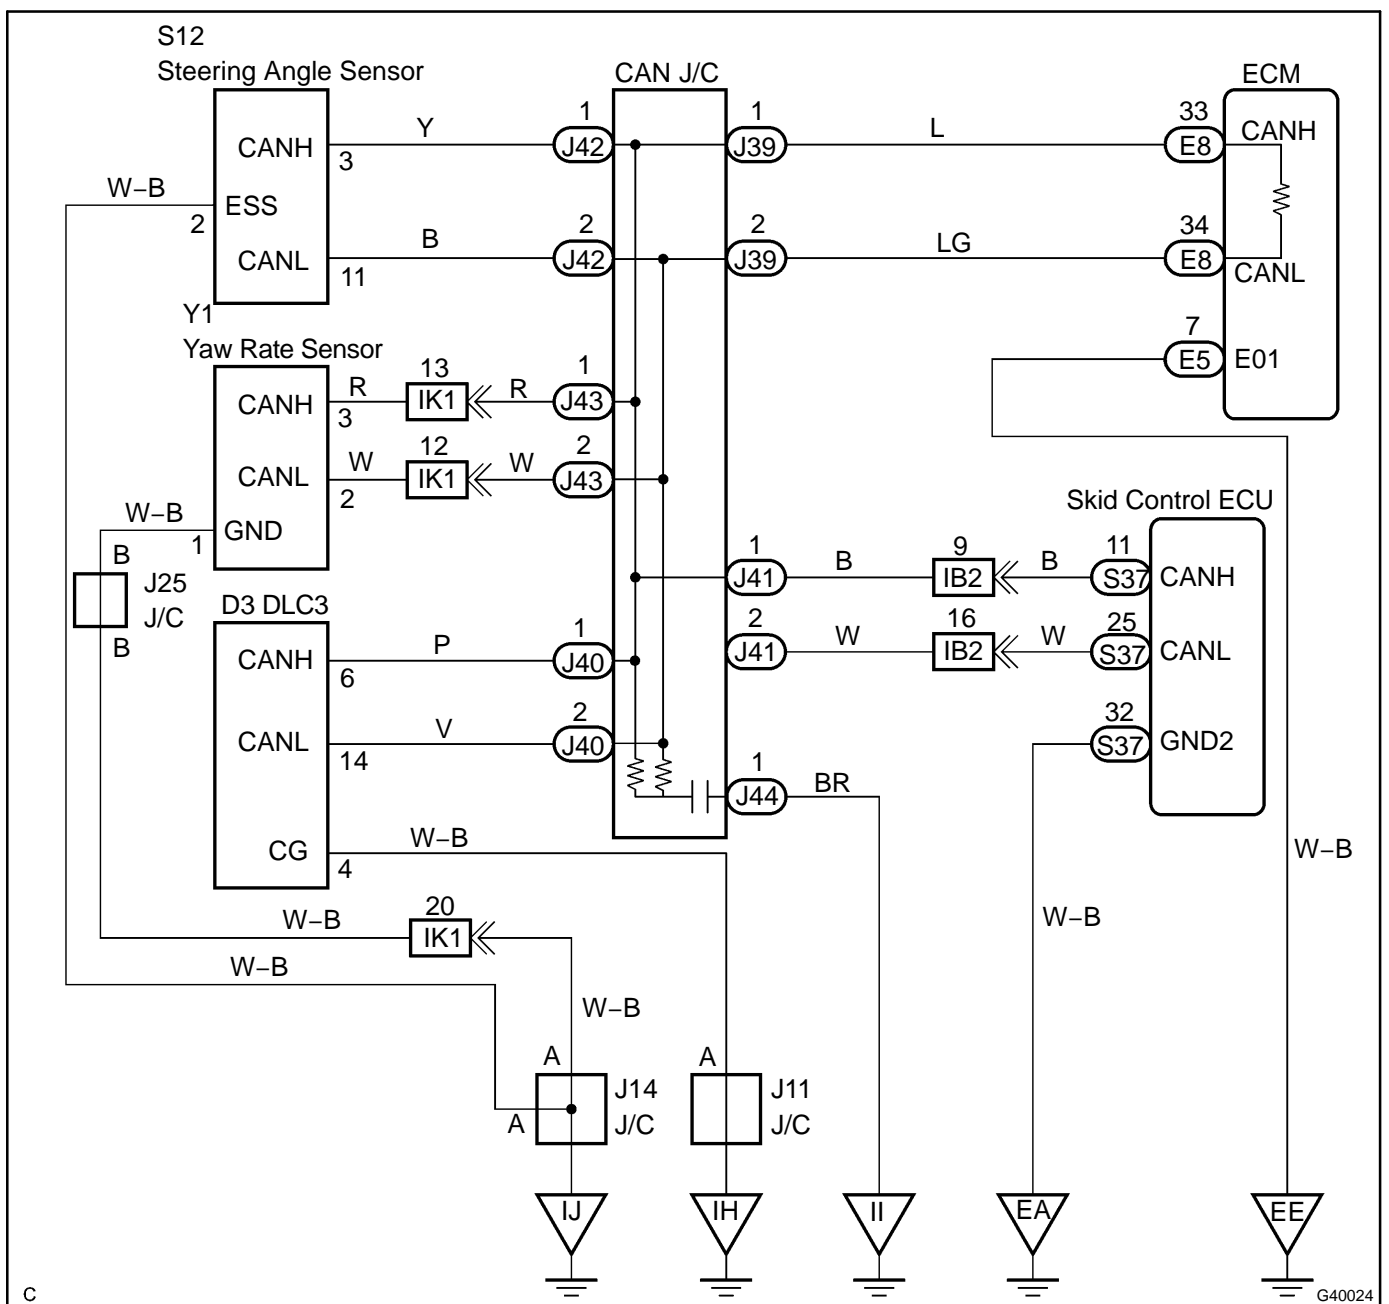 S12
Steering Angle Sensor
CAN J/C
ECM
CANH
3
Y
1
J42
1
J39
L
33
E8
CANH
W–B
2
ESS
CANL
11
B
2
J42
2
J39
LG
34
E8
CANL
Y1
Yaw Rate Sensor
7
E5
E01
CANH
3
R
13
IK1
R
1
J43
CANL
2
W
12
IK1
W
2
J43
W–B
1
GND
Skid Control ECU
B
J25
J/C
B
1
J41
B
9
IB2
B
11
S37
CANH
D3 DLC3
2
J41
W
16
IB2
W
25
S37
CANL
CANH
6
P
1
J40
CANL
14
V
2
J40
32
S37
GND2
1
J44
BR
CG
4
W–B
W–B
W–B
W–B
20
IK1
W–B
W–B
A
A
J14
J/C
A
J11
J/C
IJ
IH
II
EA
EE
C
G40024